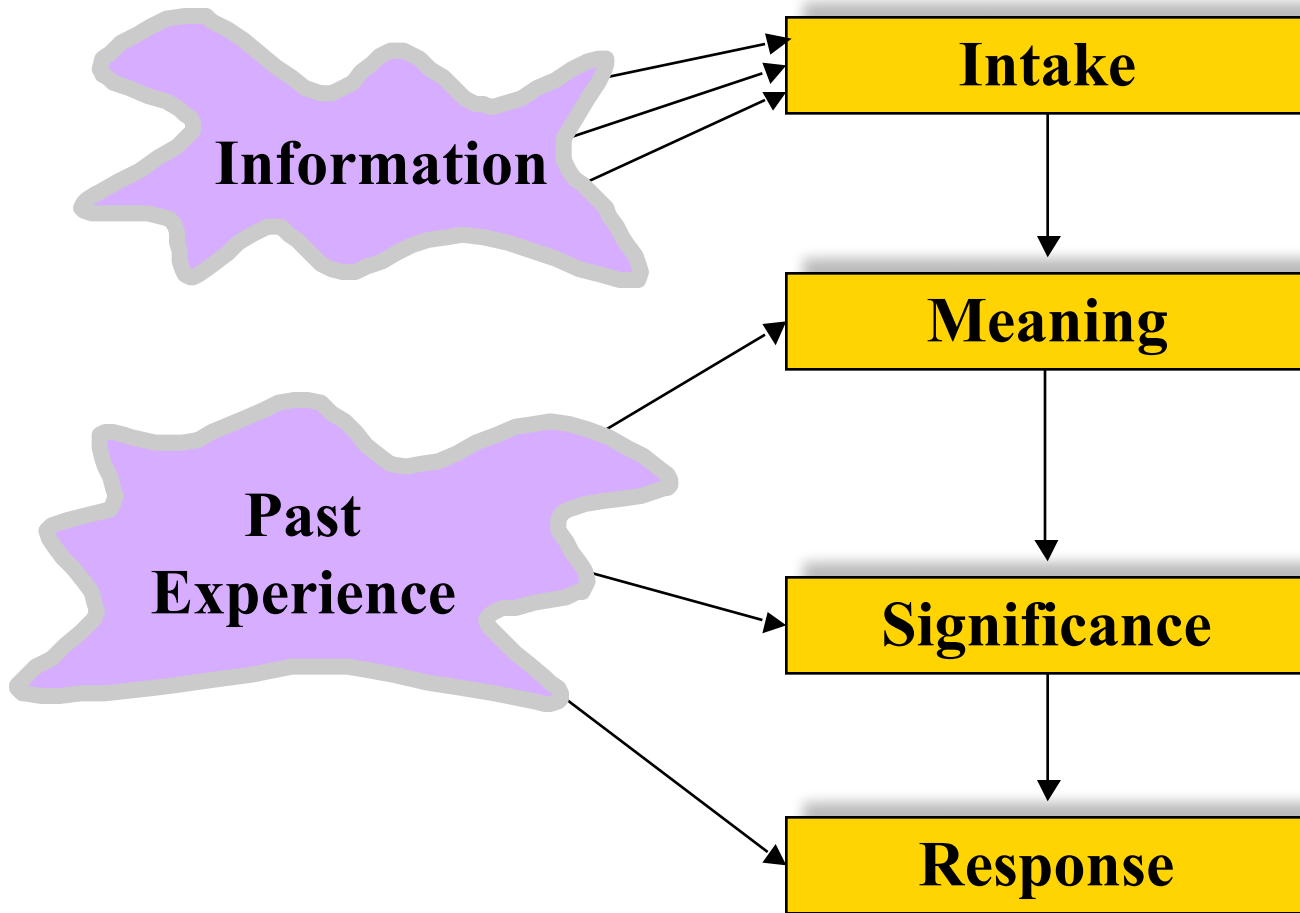 Intake
Information
Meaning
Past
Experience
Significance
Response